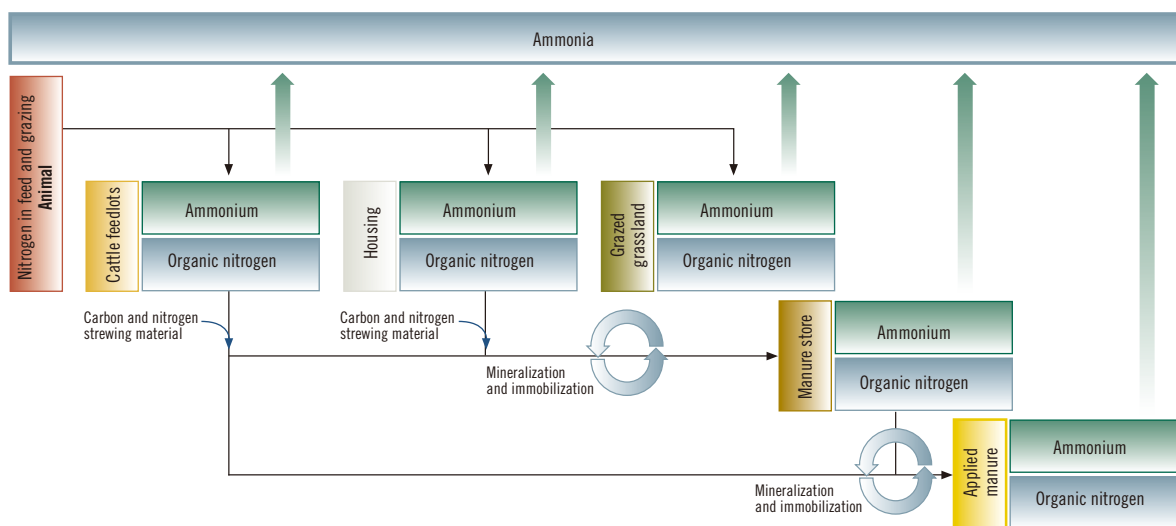 Ammonia
Nitrogen in feed and grazing
Animal
Cattle feedlots
Ammonium
Organic nitrogen
Housing
Ammonium
Organic nitrogen
Grazed
grassland
Ammonium
Organic nitrogen
Carbon and nitrogen
strewing material
Carbon and nitrogen
strewing material
Mineralization
and immobilization
Manure store
Ammonium
Organic nitrogen
Mineralization
and immobilization
Applied
manure
Ammonium
Organic nitrogen